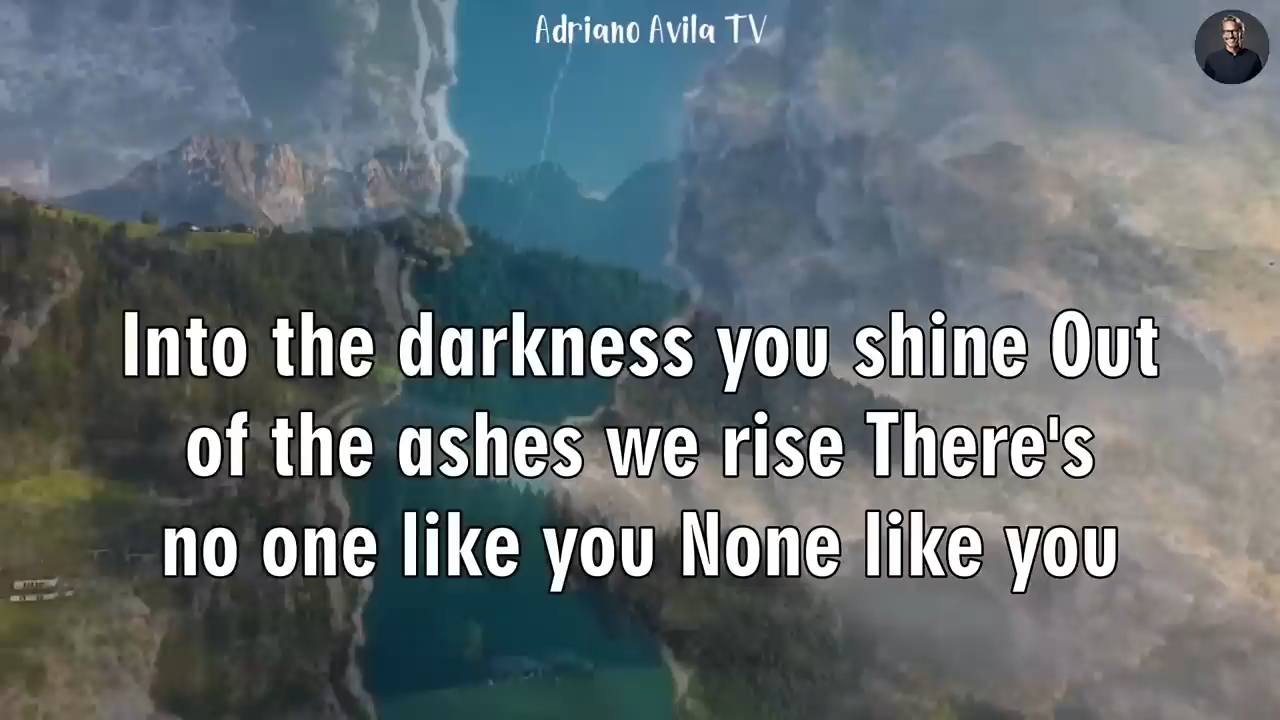 Adriano Avila TV
Into the darkness you shine Out
of the ashes we rise There's
no one like you None like you